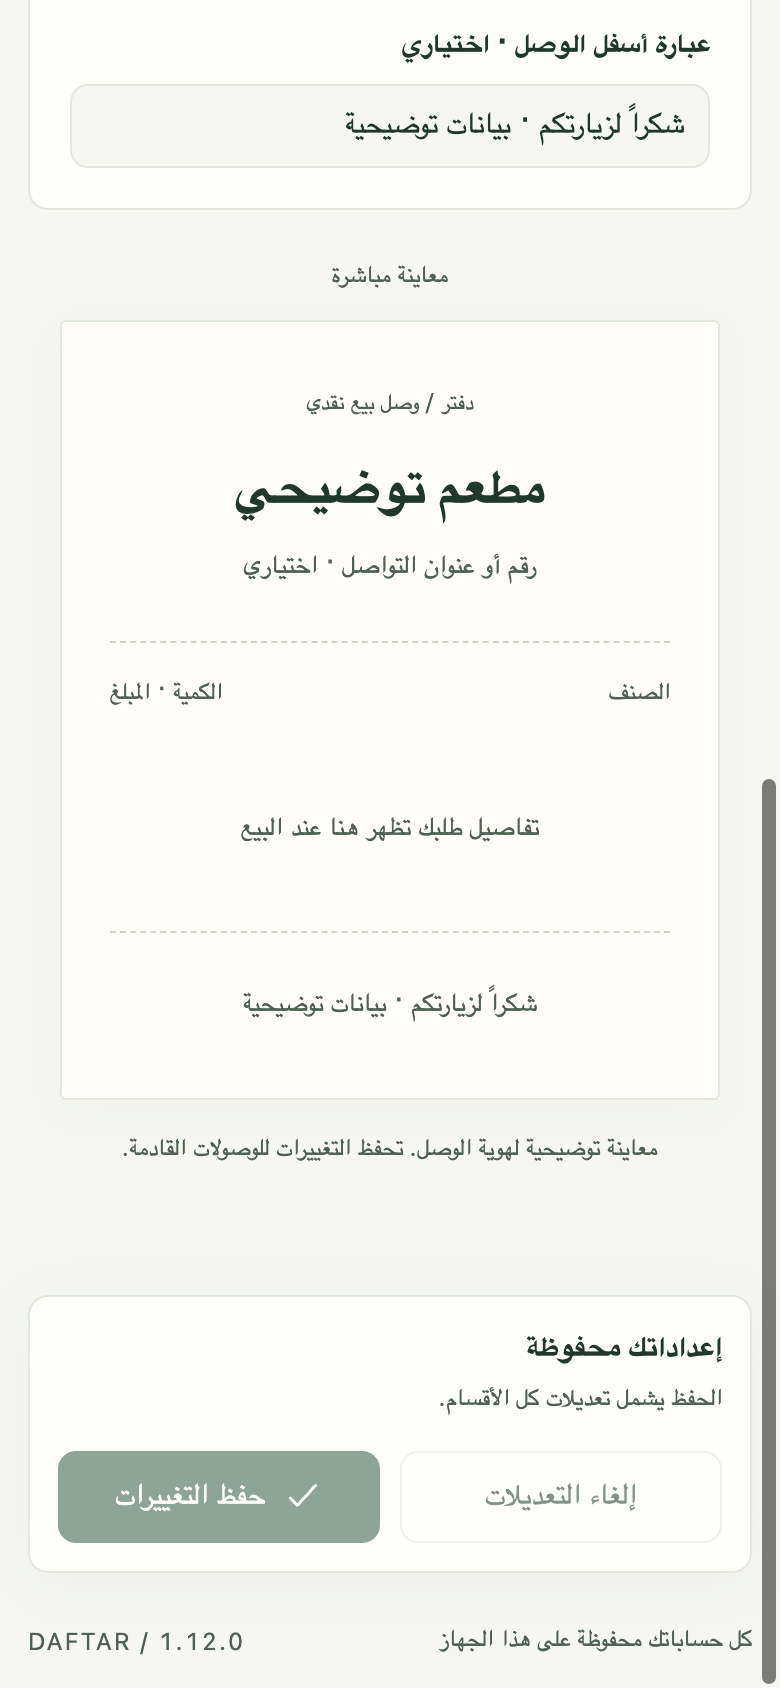 عبارة أسفل الوصل · اختياري
شكراً لزيارتكم · بيانات توضيحية
معاينة مباشرة
دفتر / وصل بيع نقدي
مطعم توضيحي
رقم أو عنوان التواصل · اختياري
الصنف
الكمية · المبلغ
تفاصيل طلبك تظهر هنا عند البيع
شكراً لزيارتكم · بيانات توضيحية
معاينة توضيحية لهوية الوصل. تحفظ التغييرات للوصولات القادمة.
إعداداتك محفوظة
الحفظ يشمل تعديلات كل الأقسام.
إلغاء التعديلات
حفظ التغييرات
كل حساباتك محفوظة على هذا الجهاز
DAFTAR / 1.12.0